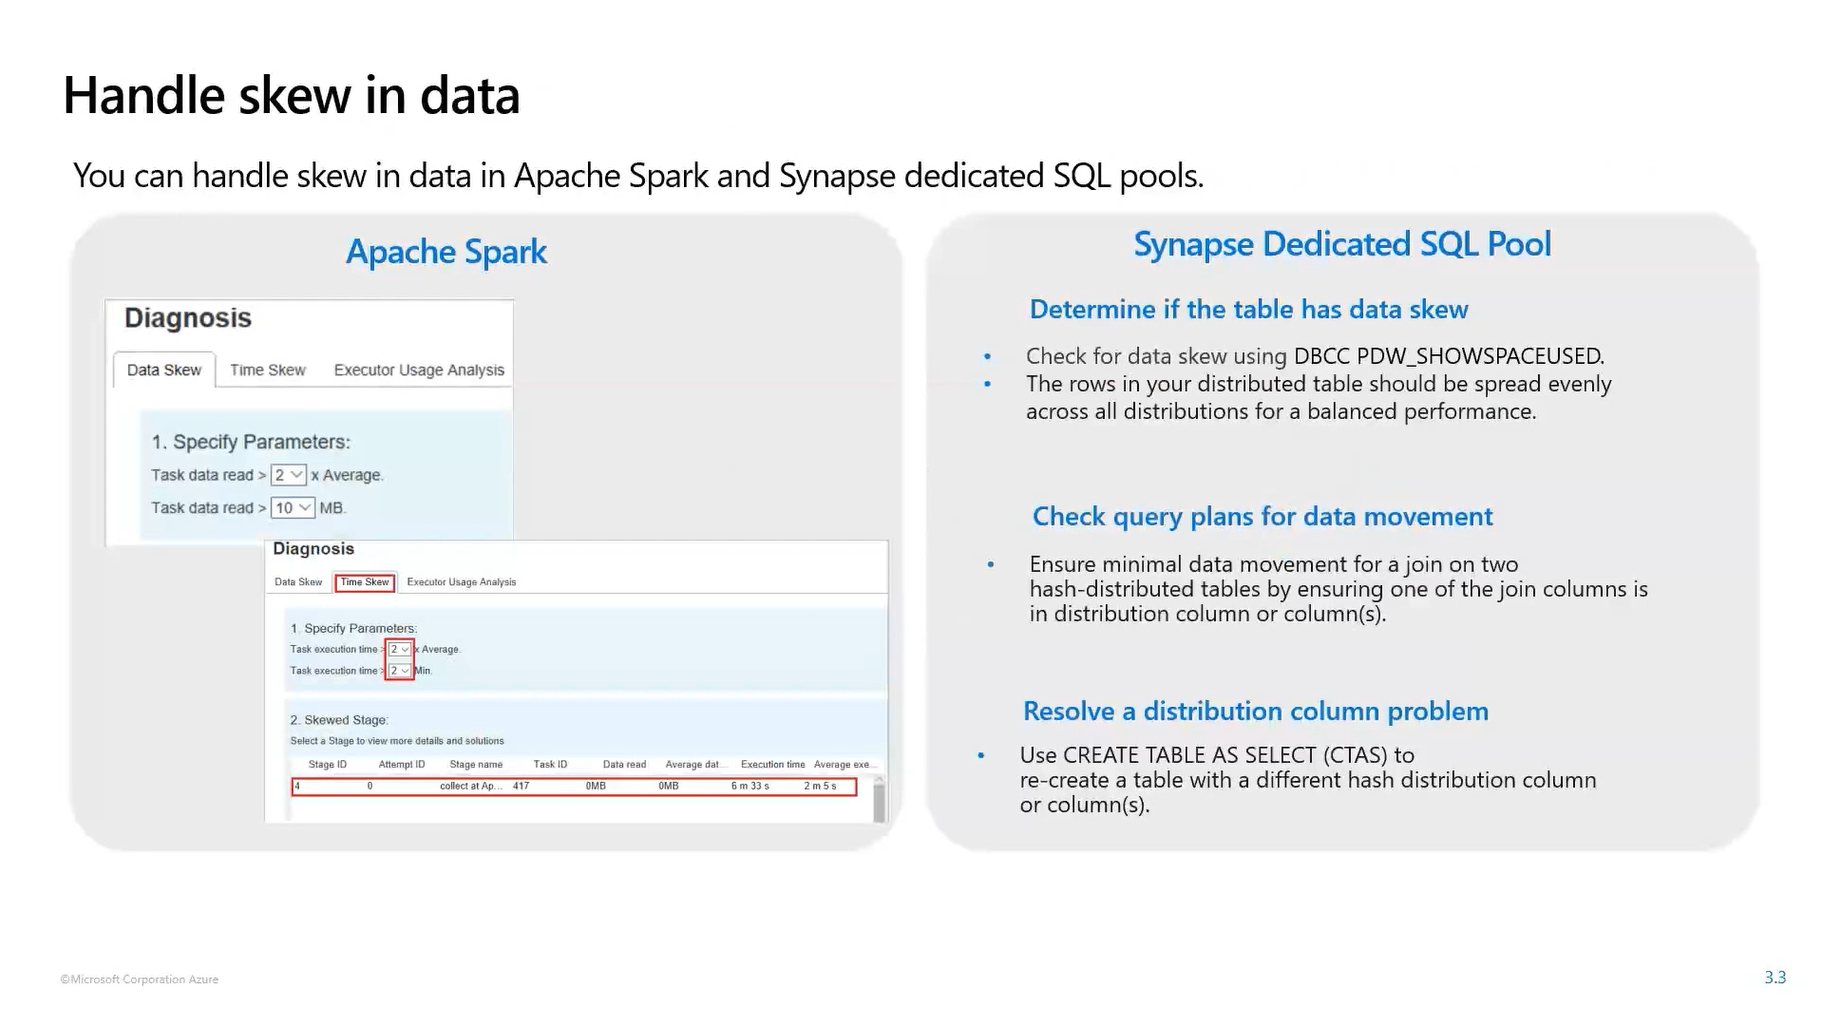 Handle skew in data
You can handle skew in data in Apache Spark and Synapse dedicated SQL pools.
Apache Spark
Diagnosis
Data Skew Time Skew Executor Usage Analysis
1. Specify Parameters:
Task data read > 2 x Average.
Task data read > 10 MB.
Diagnosis
Data Skew Time Skew Executor Usage Analysis
1. Specify Parameters:
Task execution time > 2 x Average.
Task execution time > 2 Min.
2. Skewed Stage:
Select a Stage to view more details and solutions
Stage ID Attempt ID Stage name Task ID Data read Average dat... Execution time Average exe...
4 0 collect at Ap... 417 0MB 0MB 6 m 33 s 2 m 5 s
Synapse Dedicated SQL Pool
Determine if the table has data skew
• Check for data skew using DBCC PDW_SHOWSPACEUSED.
• The rows in your distributed table should be spread evenly
across all distributions for a balanced performance.
Check query plans for data movement
• Ensure minimal data movement for a join on two
hash-distributed tables by ensuring one of the join columns is
in distribution column or column(s).
Resolve a distribution column problem
• Use CREATE TABLE AS SELECT (CTAS) to
re-create a table with a different hash distribution column
or column(s).
©Microsoft Corporation Azure
3.3